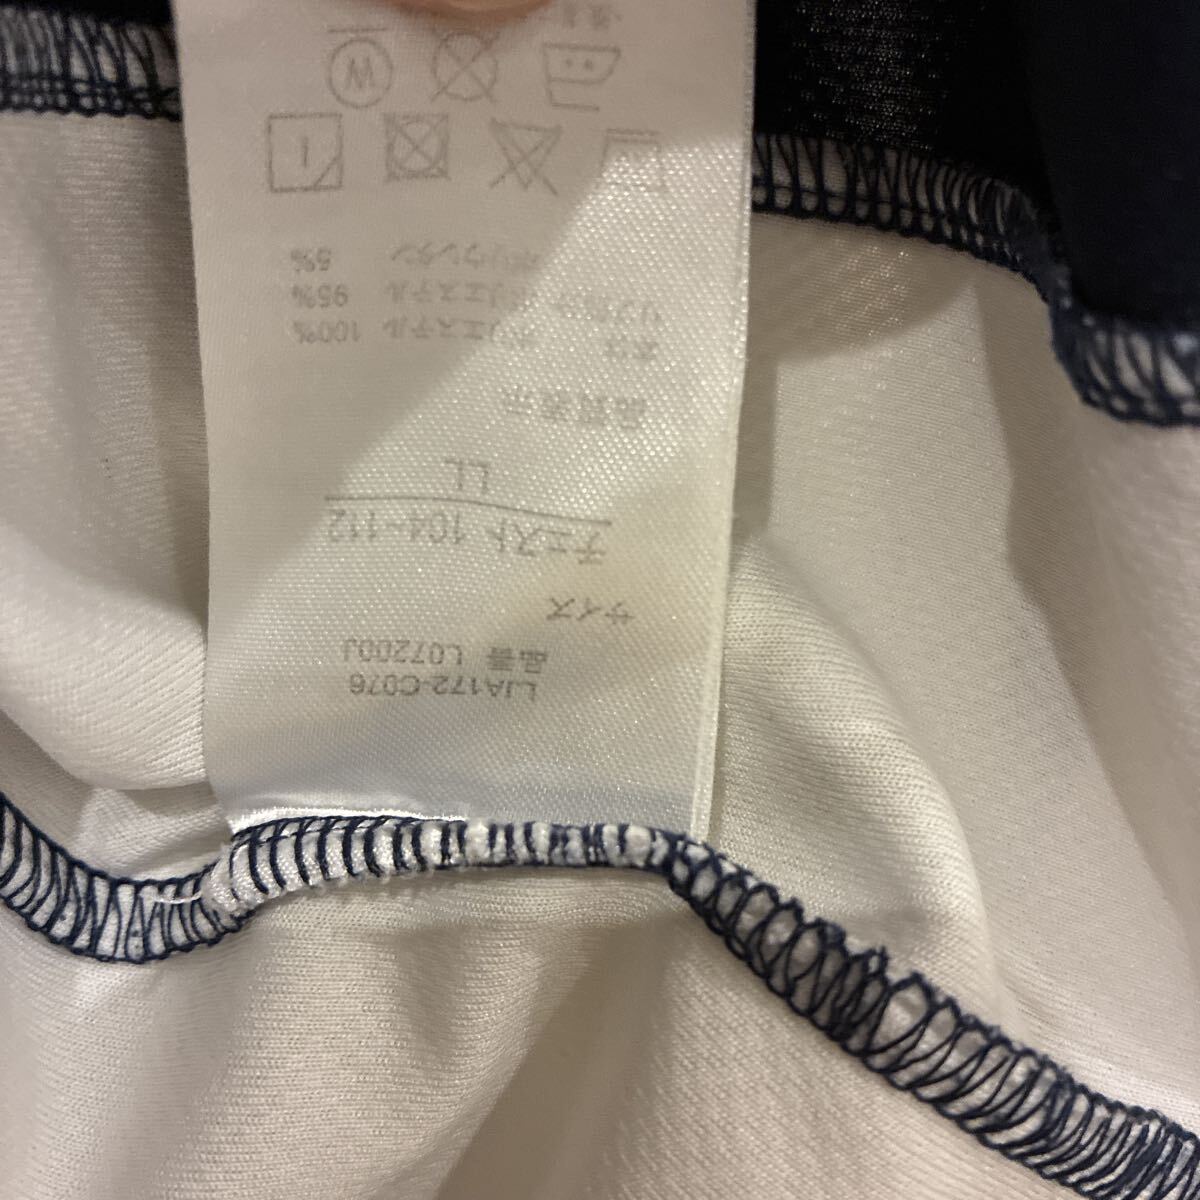 LJA172-C076
品番 L07200J
サイズ
チェスト 104~112
LL
品質表示
本体 ポリエステル 100%
リブ部分 ポリエステル 95%
ポリウレタン 5%
W